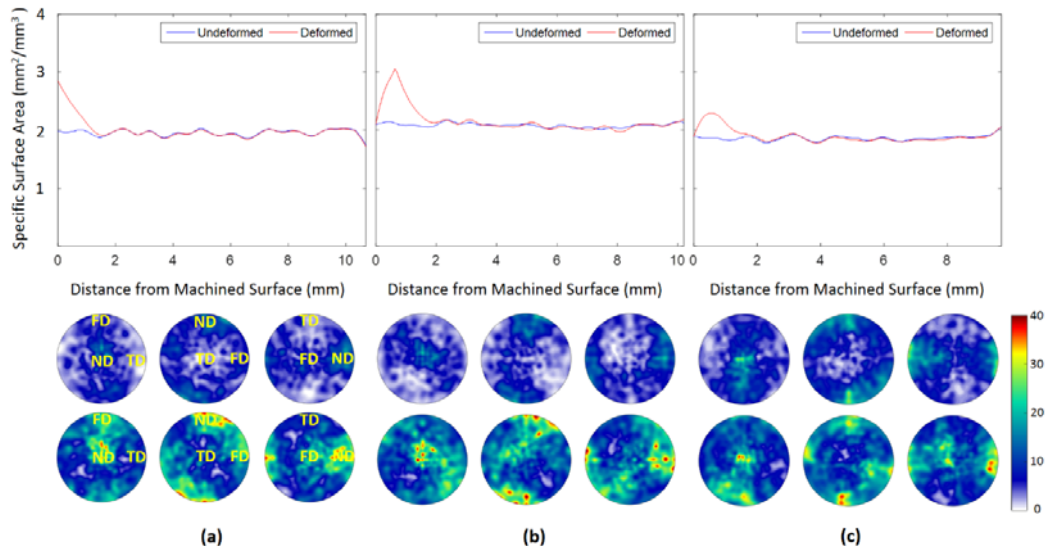 Specific Surface Area (mm²/mm³)
4
3
2
1
Undeformed Deformed
Undeformed Deformed
Undeformed Deformed
0 2 4 6 8 10
0 2 4 6 8 10
0 2 4 6 8
Distance from Machined Surface (mm)
Distance from Machined Surface (mm)
Distance from Machined Surface (mm)
FD ND TD
ND TD TD FD FD ND
FD ND TD
ND TD TD FD FD ND
40
30
20
10
0
(a) (b) (c)